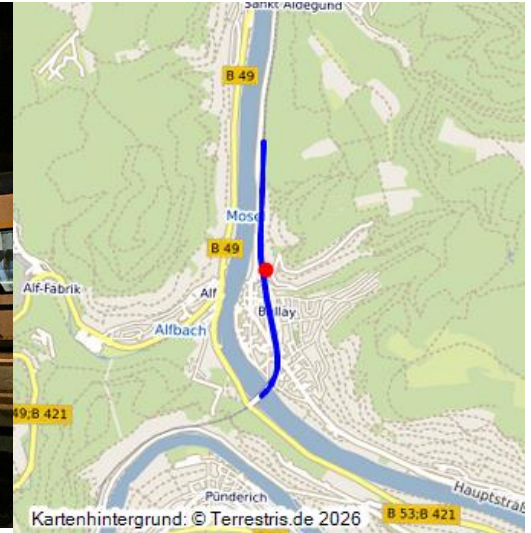 Sankt Aldegund
B 49
Mosel
B 49
Alf-Fabrik
Alf
Bullay
Alfbach
49;B 421
Pünderich
Hauptstraß
B 53;B 421
Kartenhintergrund: © Terrestris.de 2026